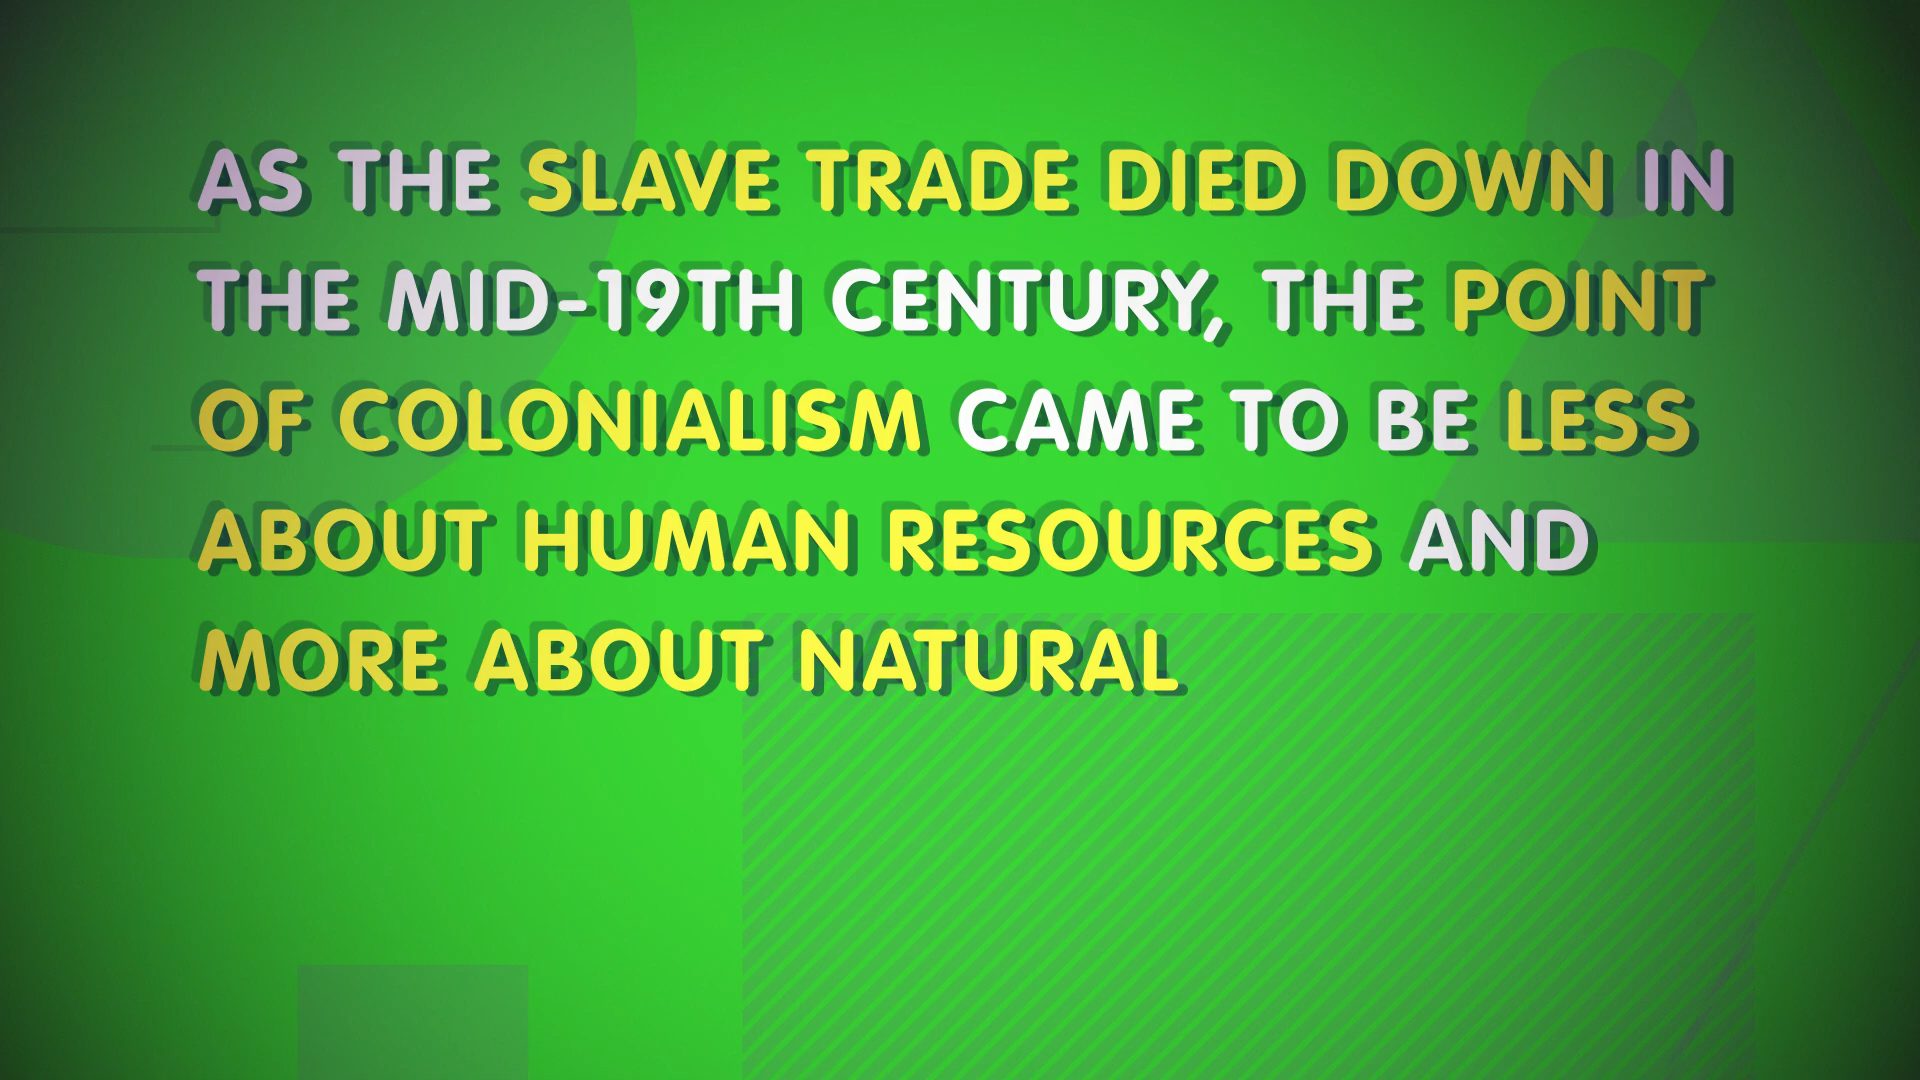 AS THE SLAVE TRADE DIED DOWN IN
THE MID-19TH CENTURY, THE POINT
OF COLONIALISM CAME TO BE LESS
ABOUT HUMAN RESOURCES AND
MORE ABOUT NATURAL